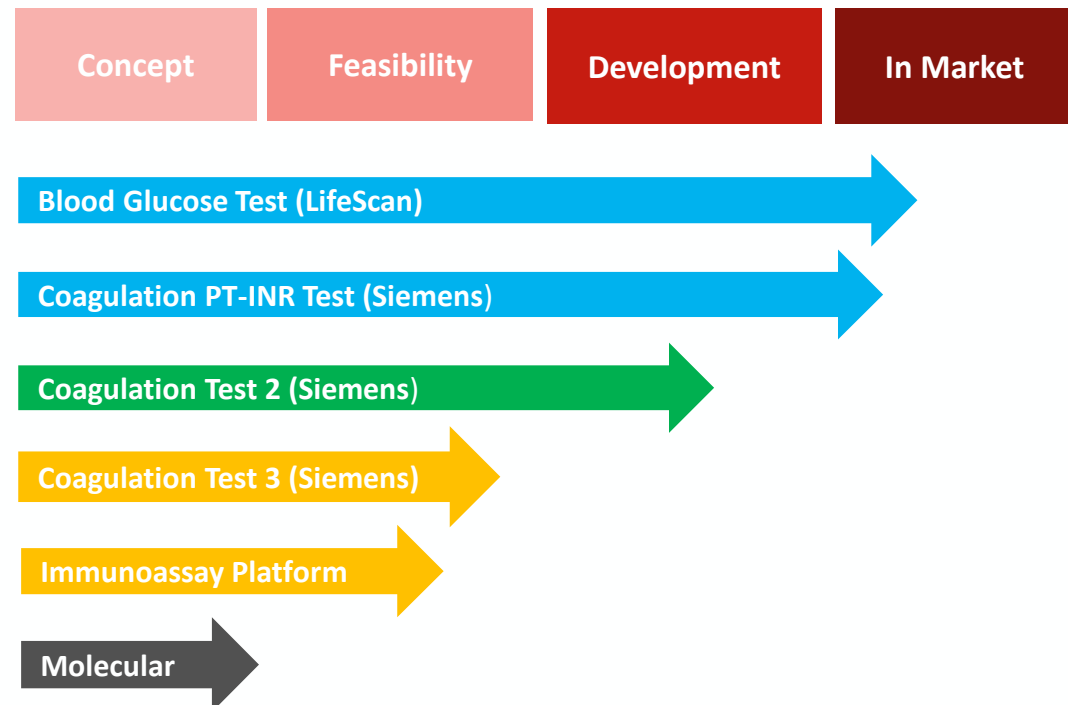 Concept
Feasibility
Development
In Market
Blood Glucose Test (LifeScan)
Coagulation PT-INR Test (Siemens)
Coagulation Test 2 (Siemens)
Coagulation Test 3 (Siemens)
Immunoassay Platform
Molecular